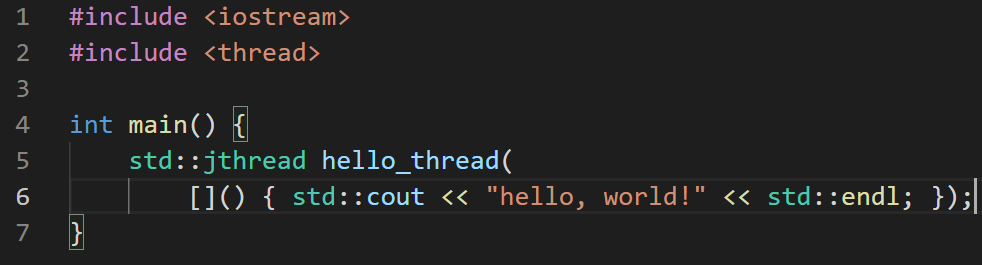 1 #include <iostream>
2 #include <thread>
3
4 int main() {
5     std::jthread hello_thread(
6         []() { std::cout << "hello, world!" << std::endl; });
7 }